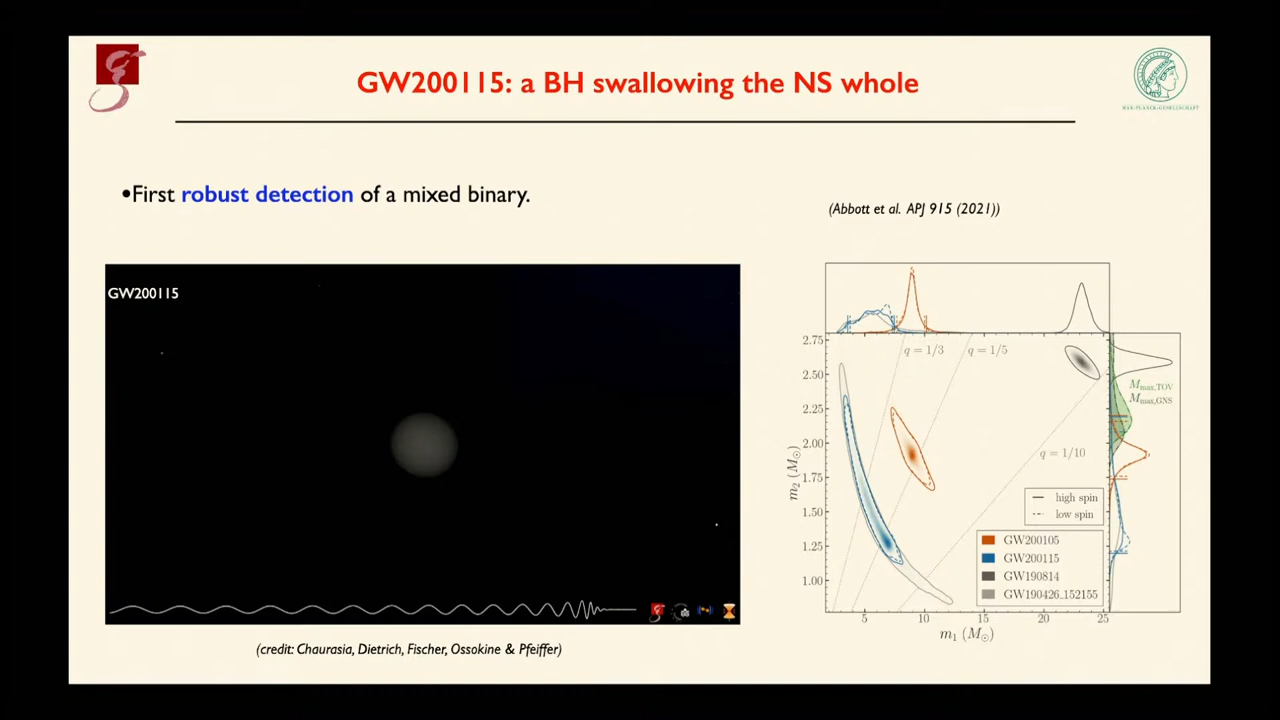 GW200115: a BH swallowing the NS whole
MAX-PLANCK-GESELLSCHAFT
•First robust detection of a mixed binary.
(Abbott et al. APJ 915 (2021))
GW200115
(credit: Chaurasia, Dietrich, Fischer, Ossokine & Pfeiffer)
q = 1/3
q = 1/5
q = 1/10
M_max,TOV
M_max,GNS
2.75
2.50
2.25
2.00
1.75
1.50
1.25
1.00
m₂ (M⊙)
high spin
low spin
GW200105
GW200115
GW190814
GW190426_152155
5 10 15 20 25
m₁ (M⊙)